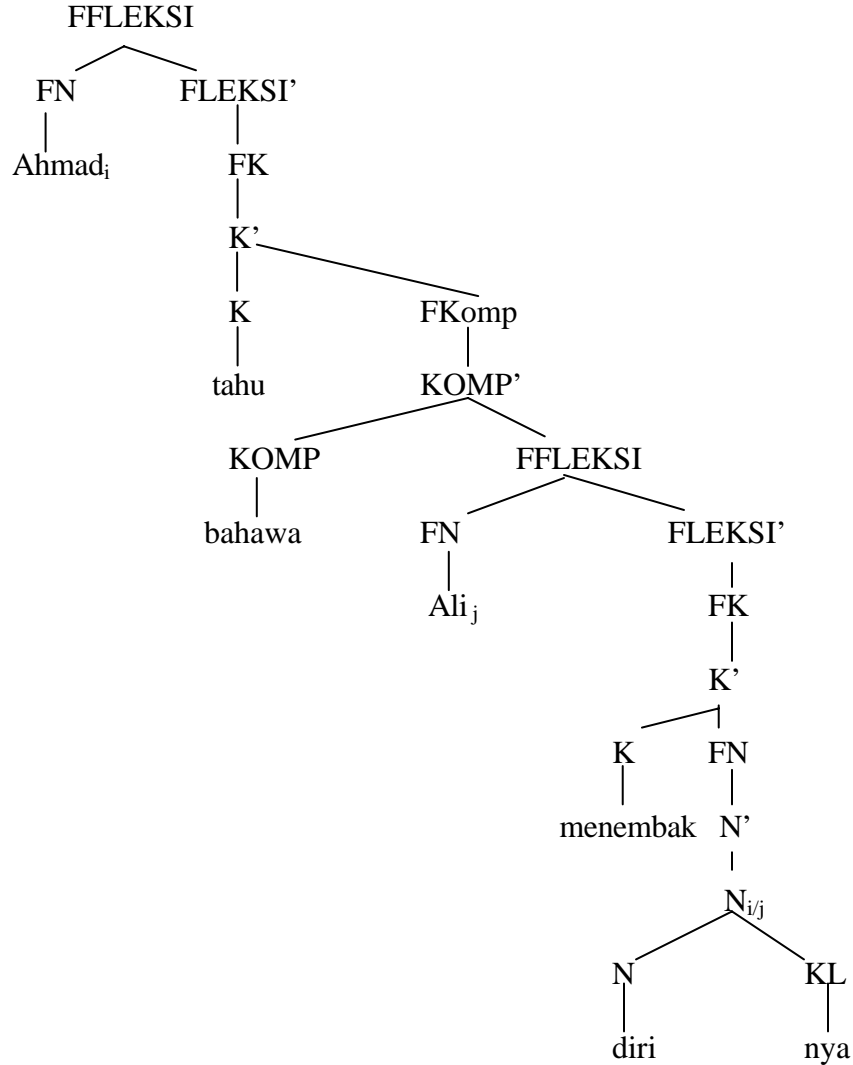 FFLEKSI
FN FLEKSI’
Ahmadi FK
K’
K FKomp
tahu KOMP’
KOMP FFLEKSI
bahawa FN FLEKSI’
Ali j FK
K’
K FN
menembak N’
Ni/j
N KL
diri nya